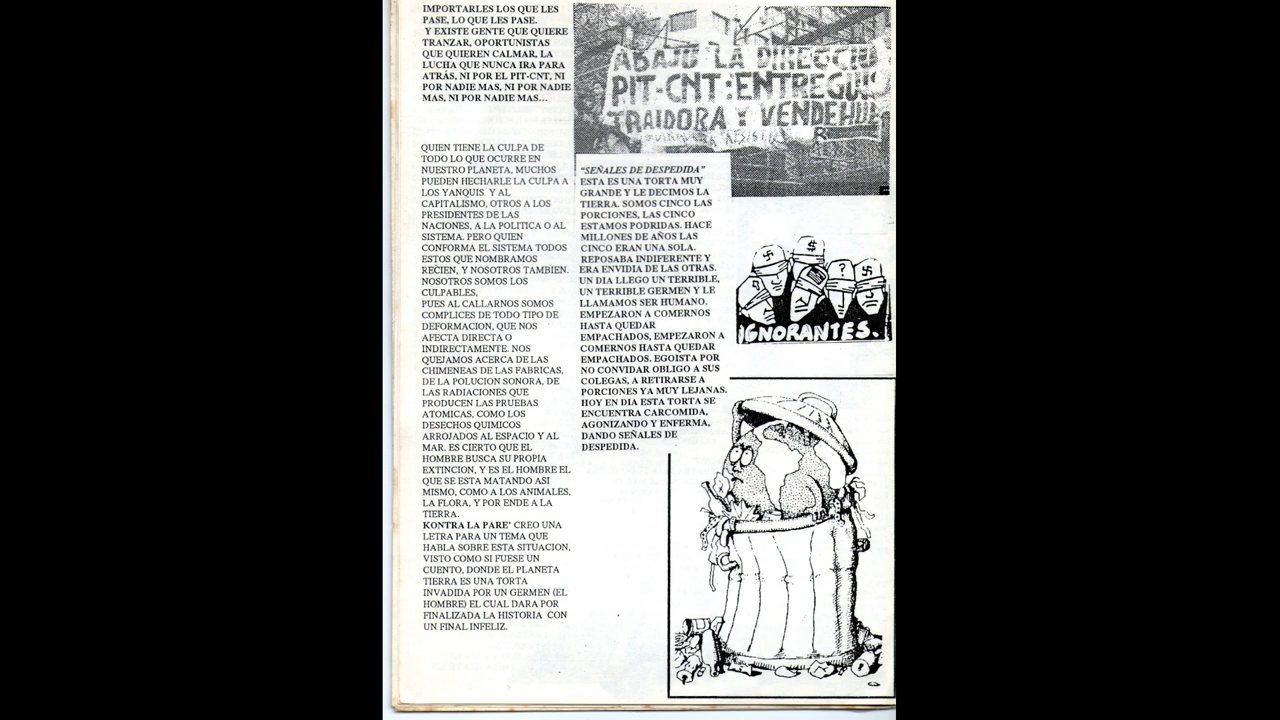 IMPORTARLES LOS QUE LES
PASE, LO QUE LES PASE.
Y EXISTE GENTE QUE QUIERE
TRANZAR, OPORTUNISTAS
QUE QUIEREN CALMAR, LA
LUCHA QUE NUNCA IRA PARA
ATRÁS, NI POR EL PIT-CNT, NI
POR NADIE MAS, NI POR NADIE
MAS, NI POR NADIE MAS...
QUIEN TIENE LA CULPA DE
TODO LO QUE OCURRE EN
NUESTRO PLANETA, MUCHOS
PUEDEN HECHARLE LA CULPA A
LOS YANQUIS Y AL
CAPITALISMO, OTROS A LOS
PRESIDENTES DE LAS
NACIONES, A LA POLITICA O AL
SISTEMA. PERO QUIEN
CONFORMA EL SISTEMA TODOS
ESTOS QUE NOMBRAMOS
RECIEN, Y NOSOTROS TAMBIEN.
NOSOTROS SOMOS LOS
CULPABLES,
PUES AL CALLARNOS SOMOS
COMPLICES DE TODO TIPO DE
DEFORMACION, QUE NOS
AFECTA DIRECTA O
INDIRECTAMENTE. NOS
QUEJAMOS ACERCA DE LAS
CHIMENEAS DE LAS FABRICAS,
DE LA POLUCION SONORA, DE
LAS RADIACIONES QUE
PRODUCEN LAS PRUEBAS
ATOMICAS, COMO LOS
DESECHOS QUIMICOS
ARROJADOS AL ESPACIO Y AL
MAR. ES CIERTO QUE EL
HOMBRE BUSCA SU PROPIA
EXTINCION, Y ES EL HOMBRE EL
QUE SE ESTA MATANDO ASI
MISMO, COMO A LOS ANIMALES,
LA FLORA, Y POR ENDE A LA
TIERRA.
KONTRA LA PARE' CREO UNA
LETRA PARA UN TEMA QUE
HABLA SOBRE ESTA SITUACION,
VISTO COMO SI FUESE UN
CUENTO, DONDE EL PLANETA
TIERRA ES UNA TORTA
INVADIDA POR UN GERMEN (EL
HOMBRE) EL CUAL DARA POR
FINALIZADA LA HISTORIA CON
UN FINAL INFELIZ.
ABAJO LA DIRECCIO
PIT-CNT:ENTREGUIS
TRAIDORA Y VENDEHUE
"SEÑALES DE DESPEDIDA"
ESTA ES UNA TORTA MUY
GRANDE Y LE DECIMOS LA
TIERRA. SOMOS CINCO LAS
PORCIONES, LAS CINCO
ESTAMOS PODRIDAS. HACE
MILLONES DE AÑOS LAS
CINCO ERAN UNA SOLA.
REPOSABA INDIFERENTE Y
ERA ENVIDIA DE LAS OTRAS.
UN DIA LLEGO UN TERRIBLE,
UN TERRIBLE GERMEN Y LE
LLAMAMOS SER HUMANO.
EMPEZARON A COMERNOS
HASTA QUEDAR
EMPACHADOS, EMPEZARON A
COMERNOS HASTA QUEDAR
EMPACHADOS. EGOISTA POR
NO CONVIDAR OBLIGO A SUS
COLEGAS, A RETIRARSE A
PORCIONES YA MUY LEJANAS.
HOY EN DIA ESTA TORTA SE
ENCUENTRA CARCOMIDA,
AGONIZANDO Y ENFERMA,
DANDO SEÑALES DE
DESPEDIDA.
$
?
IGNORANTES.